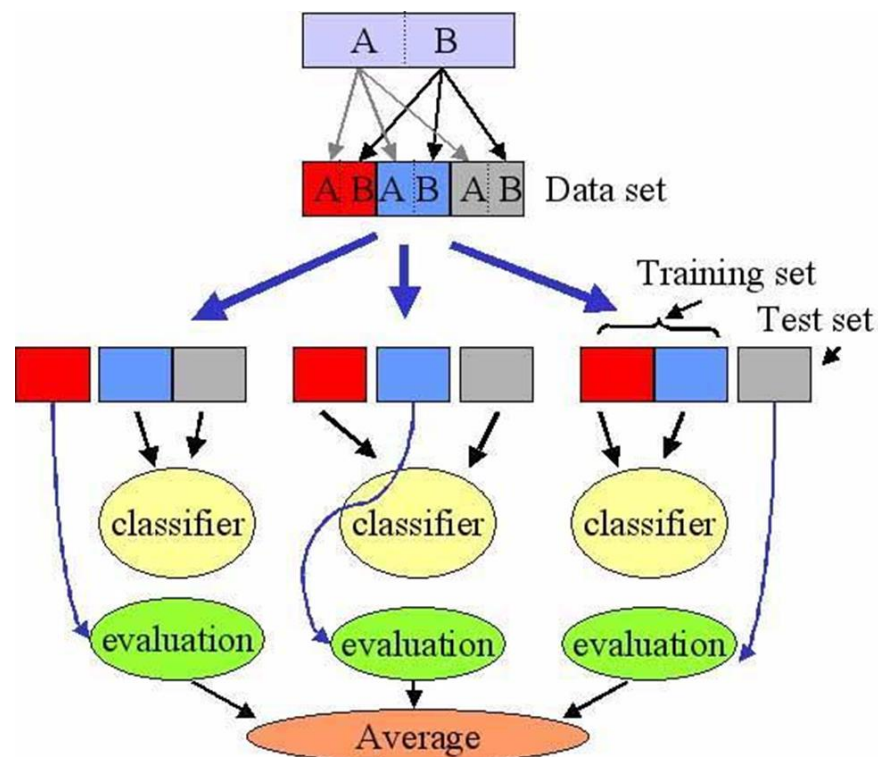 A B
A B A B A B
Data set
Training set
Test set
classifier classifier classifier
evaluation evaluation evaluation
Average